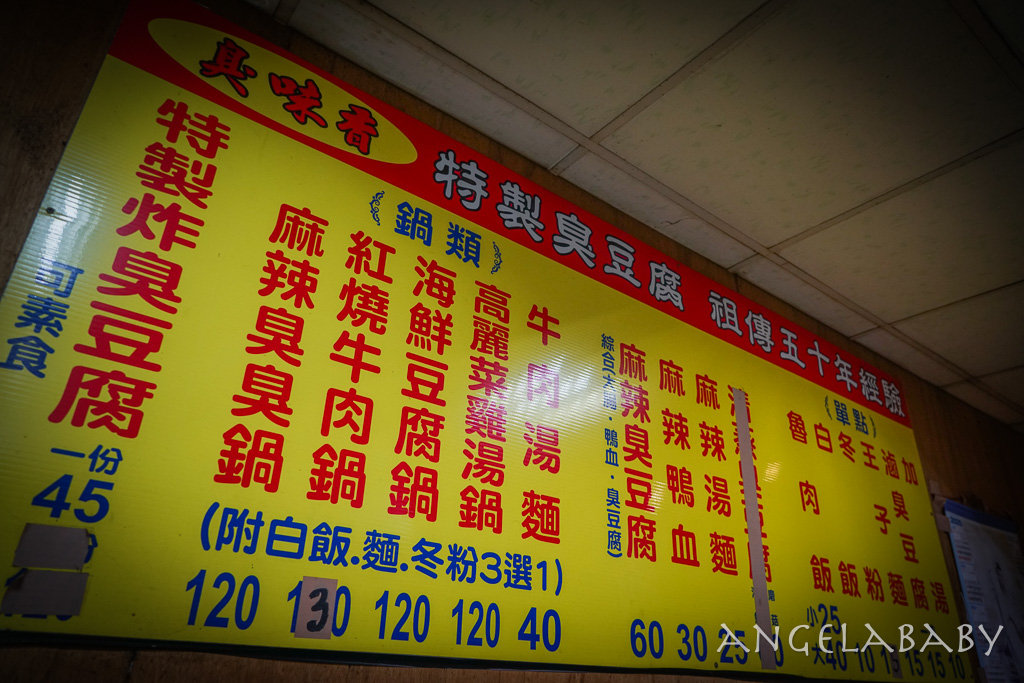 臭味香
特製臭豆腐 祖傳五十年經驗
特製炸臭豆腐
可素食
一份
45
鍋類
麻辣臭臭鍋
紅燒牛肉鍋
海鮮豆腐鍋
高麗菜雞湯鍋
牛肉湯麵
(附白飯.麵.冬粉3選1)
120
130
120
120
40
麻辣臭豆腐
綜合大腸·鴨血·臭豆腐)
麻辣鴨血
麻辣湯麵
60
30
25
(單點)
魯肉飯
白飯
冬粉
王子麵
滷臭豆腐
加湯
小25
大40
10
15
15
15
10
ANGELABABY